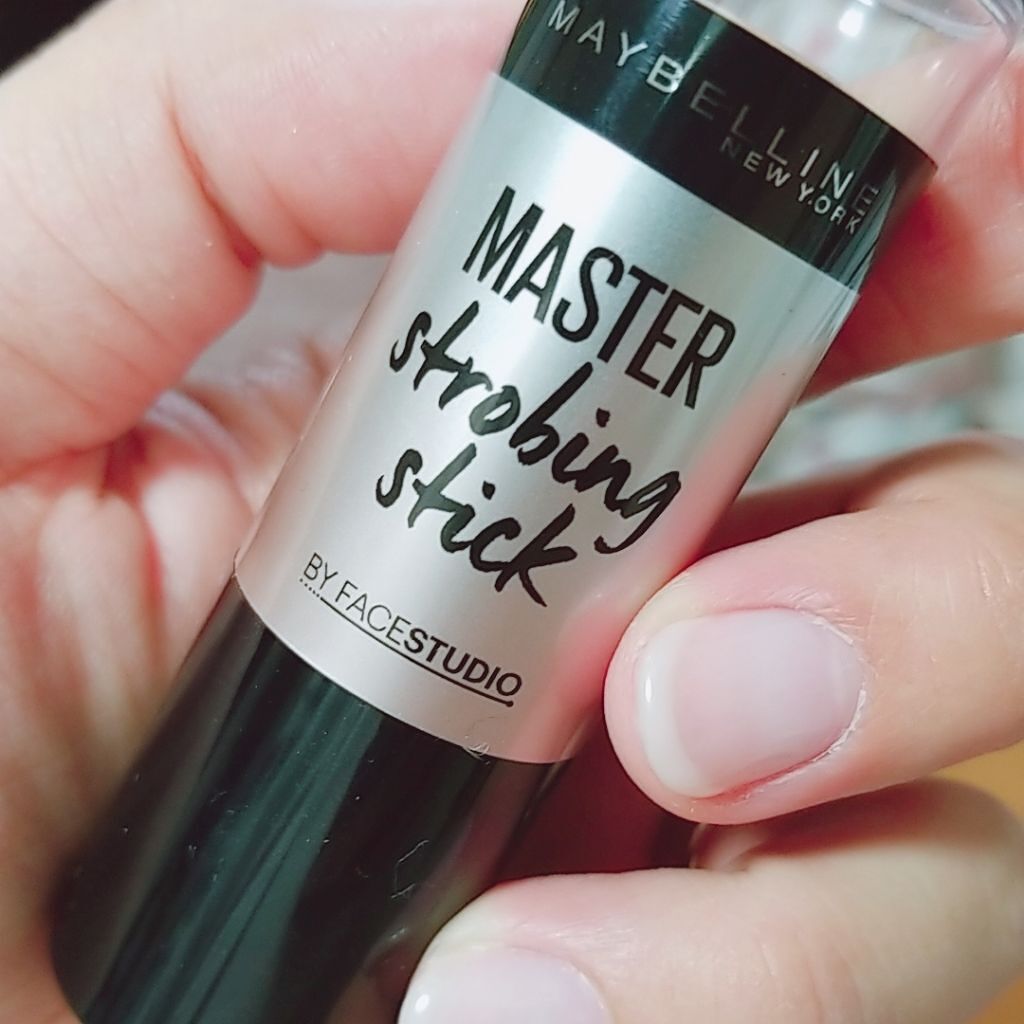 MAYBELLINE
NEW YORK
MASTER
strobing
stick
BY FACESTUDIO